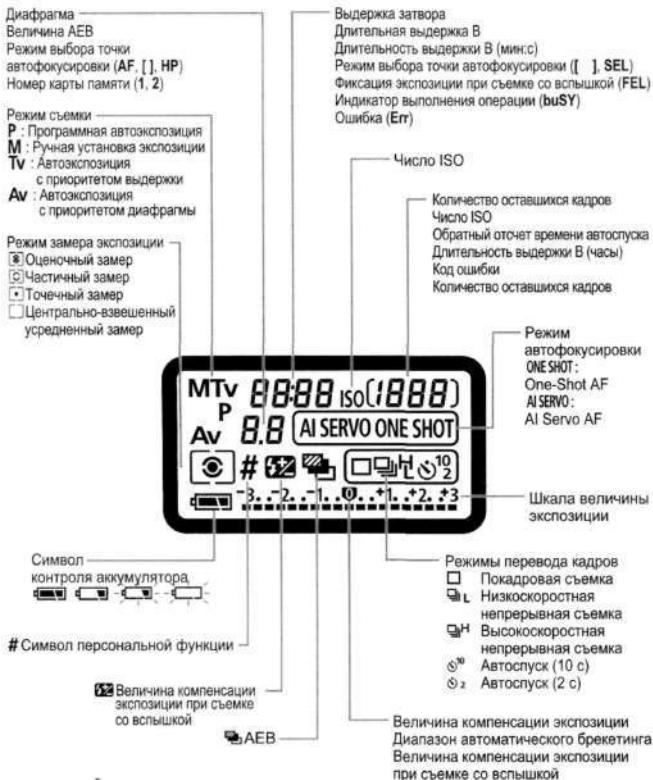 Диафрагма
Величина АЕВ
Режим выбора точки
автофокусировки (AF, [ ], HP)
Номер карты памяти (1, 2)
Режим съемки
P : Программная автоэкспозиция
M : Ручная установка экспозиции
Tv : Автоэкспозиция
с приоритетом выдержки
Av : Автоэкспозиция
с приоритетом диафрагмы
Режим замера экспозиции
Оценочный замер
Частичный замер
Точечный замер
Центрально-взвешенный
усредненный замер
Выдержка затвора
Длительная выдержка В
Длительность выдержки В (мин:с)
Режим выбора точки автофокусировки ([ ], SEL)
Фиксация экспозиции при съемке со вспышкой (FEL)
Индикатор выполнения операции (buSY)
Ошибка (Err)
Число ISO
Количество оставшихся кадров
Число ISO
Обратный отсчет времени автоспуска
Длительность выдержки В (часы)
Код ошибки
Количество оставшихся кадров
Режим
автофокусировки
ONE SHOT :
One-Shot AF
AI SERVO :
AI Servo AF
MTv 88:88 ISO (1888)
P
Av 8.8 AI SERVO ONE SHOT
# H L 10 2
-3..-2..-1..0..+1..+2..+3
Шкала величины
экспозиции
Символ
контроля аккумулятора
# Символ персональной функции
Величина компенсации
экспозиции при съемке
со вспышкой
АЕВ
Режимы перевода кадров
Покадровая съемка
L Низкоскоростная
непрерывная съемка
H Высокоскоростная
непрерывная съемка
10 Автоспуск (10 с)
2 Автоспуск (2 с)
Величина компенсации экспозиции
Диапазон автоматического брекетинга
Величина компенсации экспозиции
при съемке со вспышкой